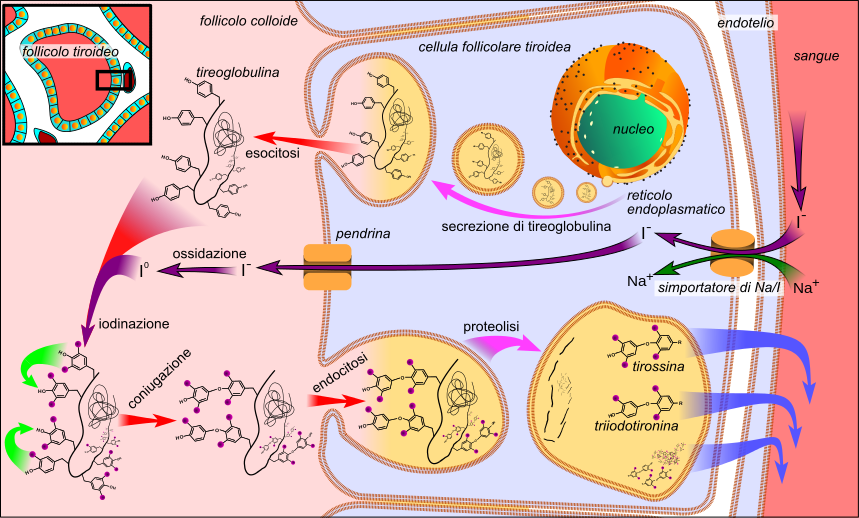 follicolo colloide
endotelio
follicolo tiroideo
cellula follicolare tiroidea
sangue
tireoglobulina
nucleo
esocitosi
reticolo
endoplasmatico
secrezione di tireoglobulina
pendrina
ossidazione
I⁻
I⁻
I⁰
I⁻
Na⁺
Na⁺
simportatore di Na/I
iodinazione
proteolisi
coniugazione
endocitosi
tirossina
triiodotironina